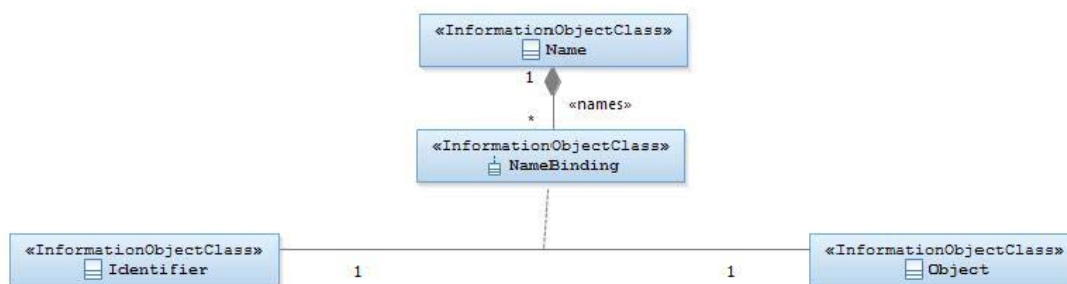 «InformationObjectClass»
Name
1
«names»
*
«InformationObjectClass»
NameBinding
«InformationObjectClass»
Identifier
1
1
«InformationObjectClass»
Object